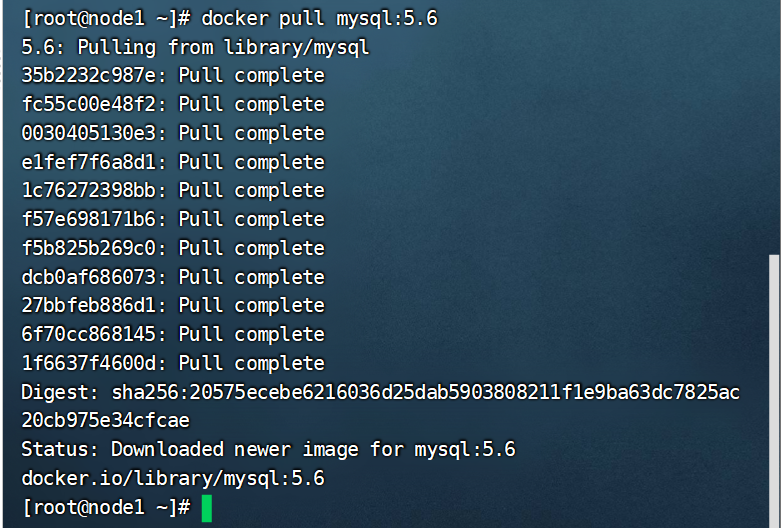 [root@node1 ~]# docker pull mysql:5.6
5.6: Pulling from library/mysql
35b2232c987e: Pull complete
fc55c00e48f2: Pull complete
0030405130e3: Pull complete
e1fef7f6a8d1: Pull complete
1c76272398bb: Pull complete
f57e698171b6: Pull complete
f5b825b269c0: Pull complete
dcb0af686073: Pull complete
27bbfeb886d1: Pull complete
6f70cc868145: Pull complete
1f6637f4600d: Pull complete
Digest: sha256:20575ecebe6216036d25dab5903808211f1e9ba63dc7825ac
20cb975e34cfcae
Status: Downloaded newer image for mysql:5.6
docker.io/library/mysql:5.6
[root@node1 ~]#